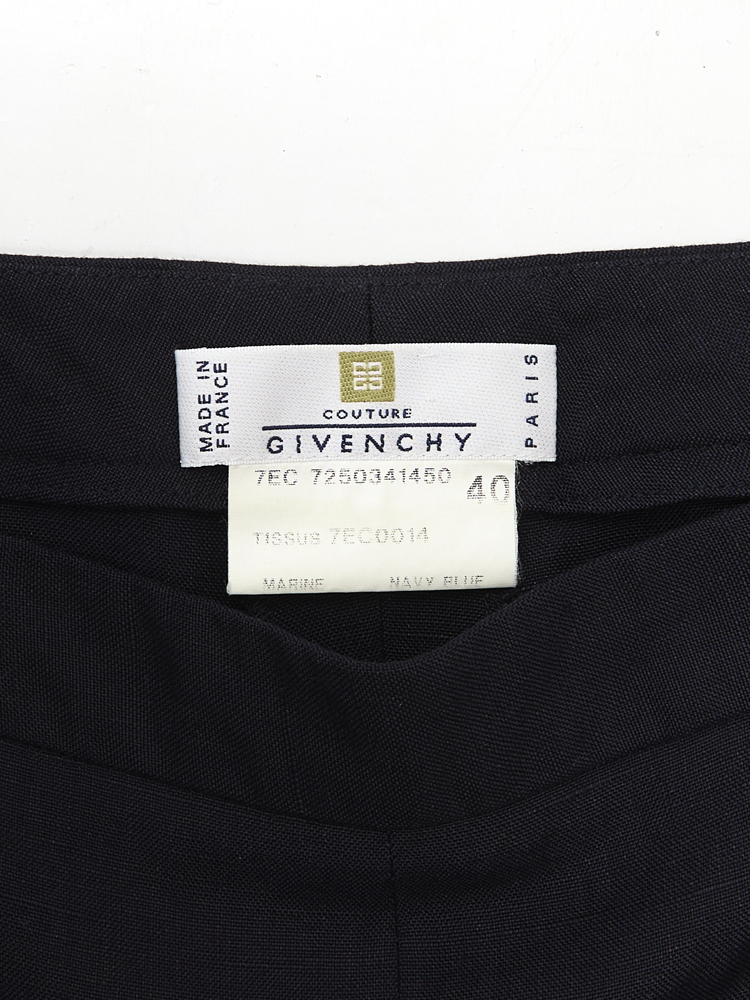 MADE IN
FRANCE
COUTURE
GIVENCHY
PARIS
7EC 7250341450 40
TISSUS 7EC0014
MARINE NAVY BLUE